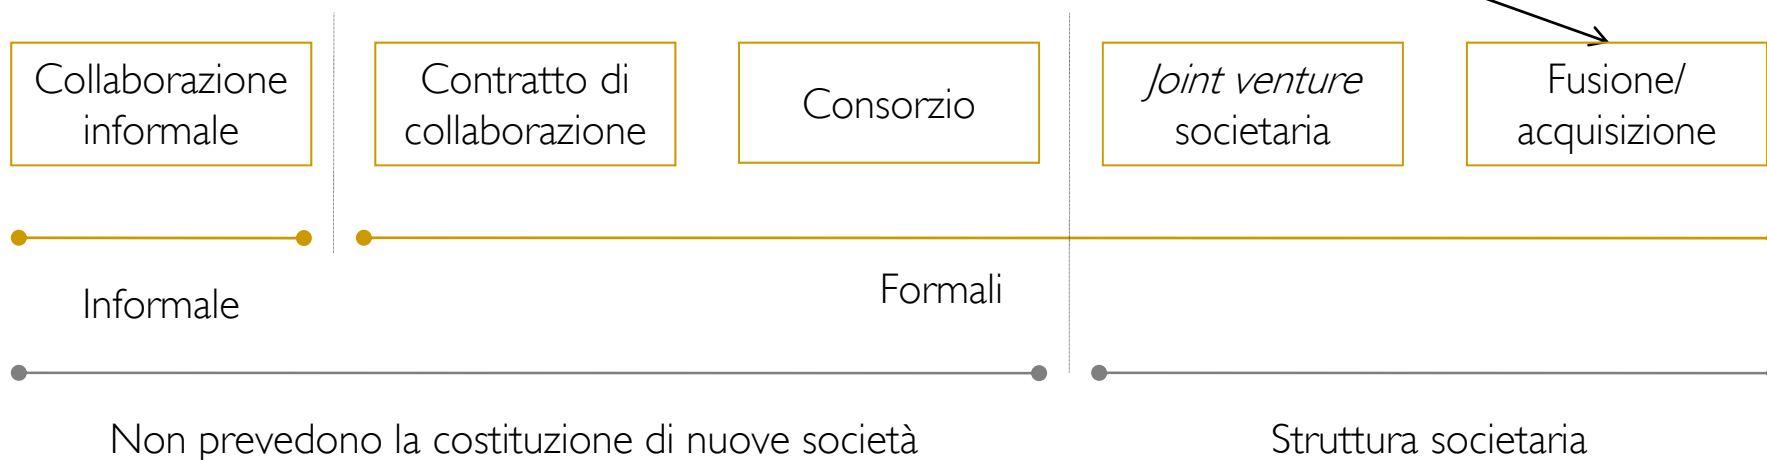 Collaborazione
informale
Contratto di
collaborazione
Consorzio
Joint venture
societaria
Fusione/
acquisizione
Informale
Formali
Non prevedono la costituzione di nuove società
Struttura societaria